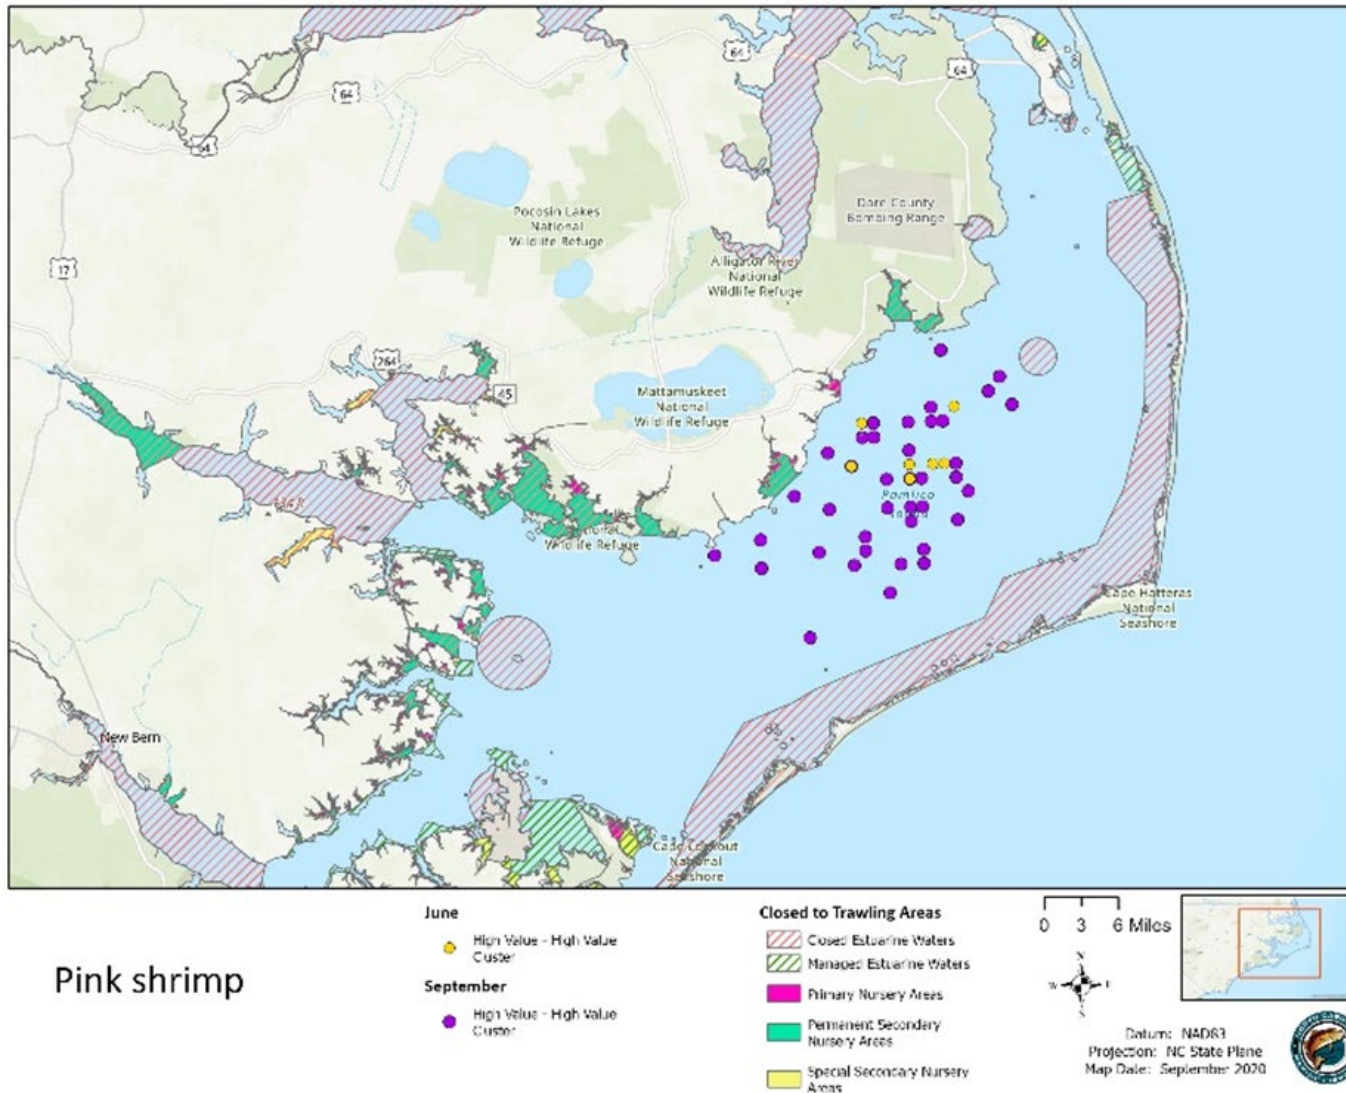 64
64
64
64
Pocosin Lakes
National
Wildlife Refuge
Dare County
Bombing Range
Alligator River
National
Wildlife Refuge
17
264
45
Mattamuskeet
National
Wildlife Refuge
Pamlico
National
Wildlife Refuge
Cape Hatteras
National
Seashore
New Bern
Cape Lookout
National
Seashore
Pink shrimp
June
High Value - High Value
Cluster
September
High Value - High Value
Cluster
Closed to Trawling Areas
Closed Estuarine Waters
Managed Estuarine Waters
Primary Nursery Areas
Permanent Secondary
Nursery Areas
Special Secondary Nursery
Areas
0 3 6 Miles
N
W E
S
Datum: NAD83
Projection: NC State Plane
Map Date: September 2020